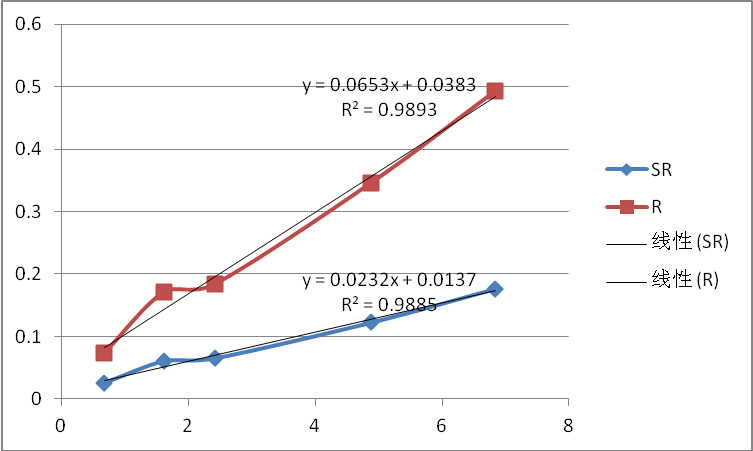 0.6
0.5
0.4
0.3
0.2
0.1
0
0
2
4
6
8
y = 0.0653x + 0.0383
R² = 0.9893
y = 0.0232x + 0.0137
R² = 0.9885
SR
R
线性 (SR)
线性 (R)